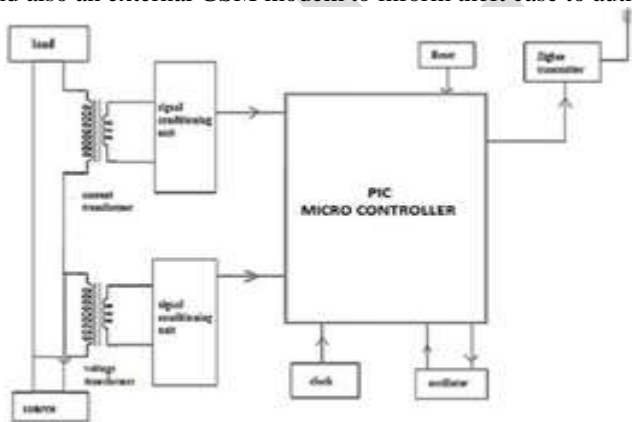 load
Reset
Zigbee
transmitter
signal
conditioning
unit
PIC
MICRO CONTROLLER
current
transformer
signal
conditioning
unit
voltage
transformer
clock
oscillator
source